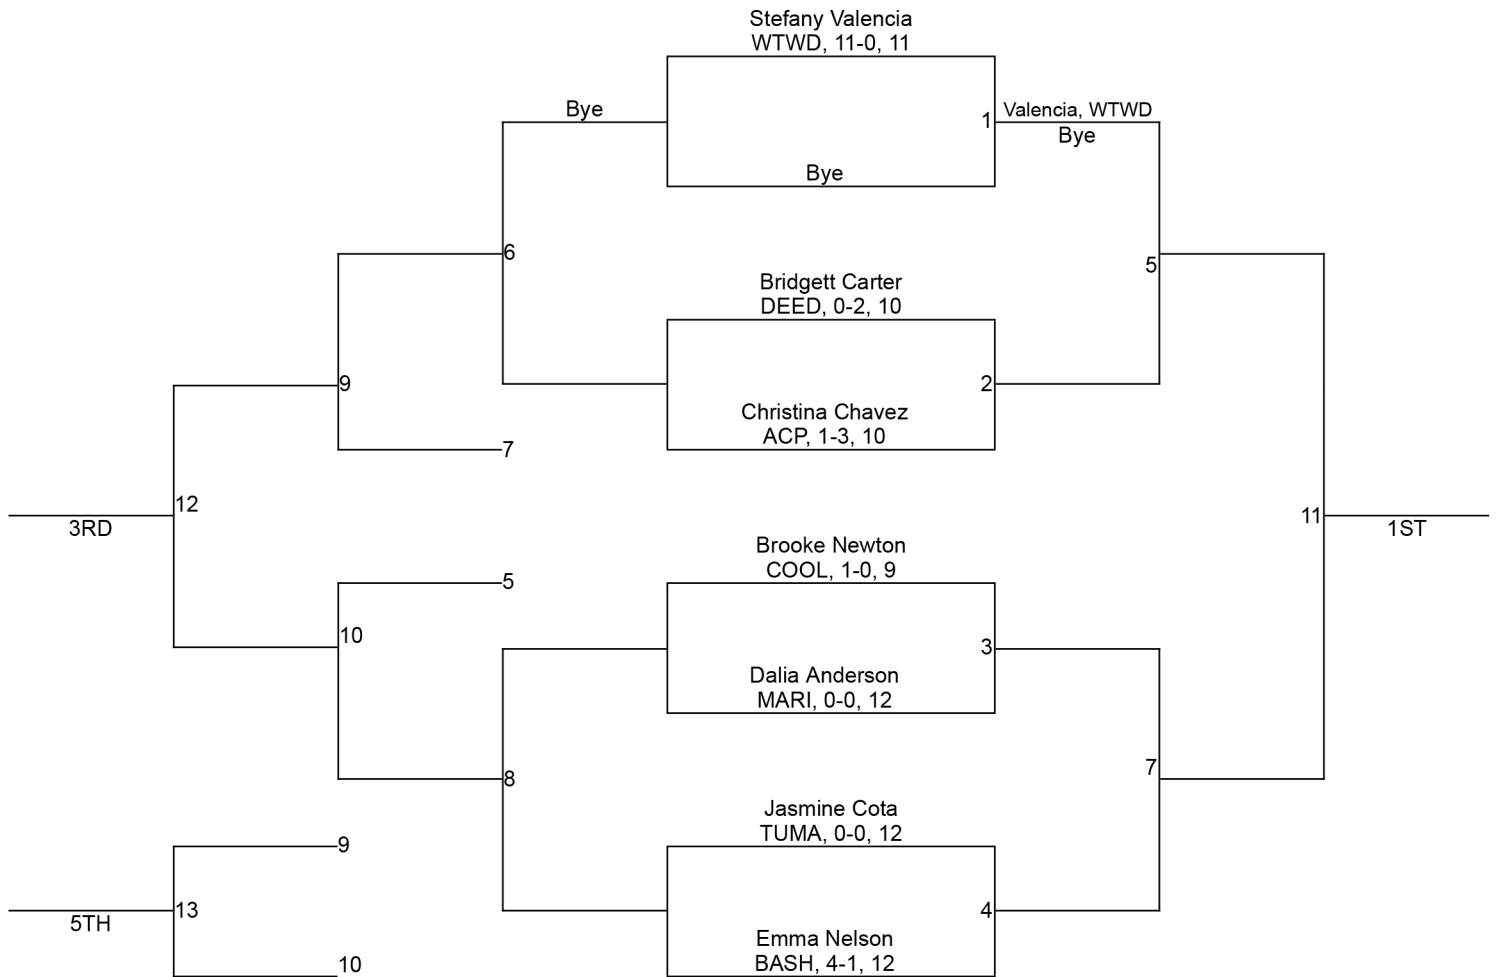 Stefany Valencia
WTWD, 11-0, 11
Bye
1
Valencia, WTWD
Bye
Bye
6
5
Bridgett Carter
DEED, 0-2, 10
9
2
Christina Chavez
ACP, 1-3, 10
7
12
3RD
11
1ST
Brooke Newton
COOL, 1-0, 9
5
10
3
Dalia Anderson
MARI, 0-0, 12
8
7
Jasmine Cota
TUMA, 0-0, 12
9
13
5TH
4
Emma Nelson
BASH, 4-1, 12
10